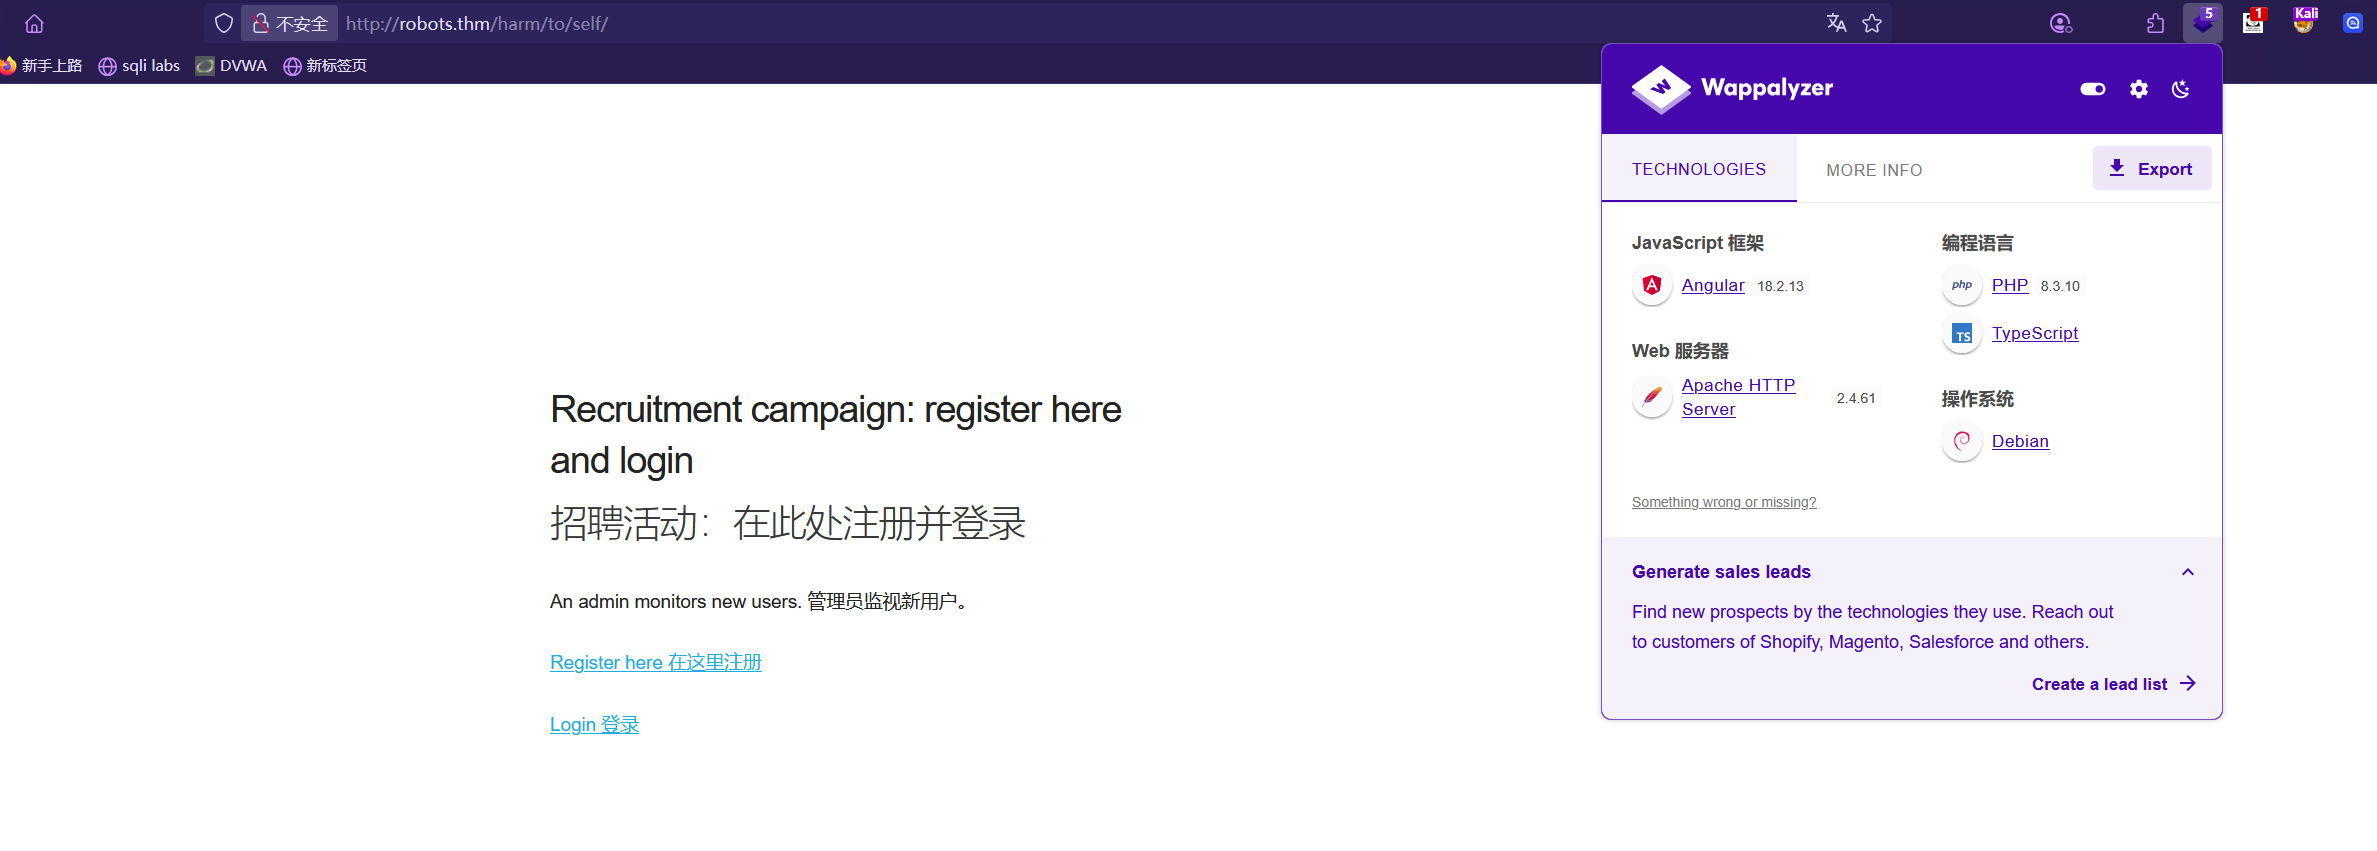 不安全 http://robots.thm/harm/to/self/
5
1
Kali
新手上路 sqli labs DVWA 新标签页
Wappalyzer
TECHNOLOGIES MORE INFO Export
JavaScript 框架
Angular 18.2.13
Web 服务器
Apache HTTP
Server 2.4.61
编程语言
php PHP 8.3.10
TS TypeScript
操作系统
Debian
Something wrong or missing?
Generate sales leads
Find new prospects by the technologies they use. Reach out
to customers of Shopify, Magento, Salesforce and others.
Create a lead list
Recruitment campaign: register here
and login
招聘活动：在此处注册并登录
An admin monitors new users. 管理员监视新用户。
Register here 在这里注册
Login 登录